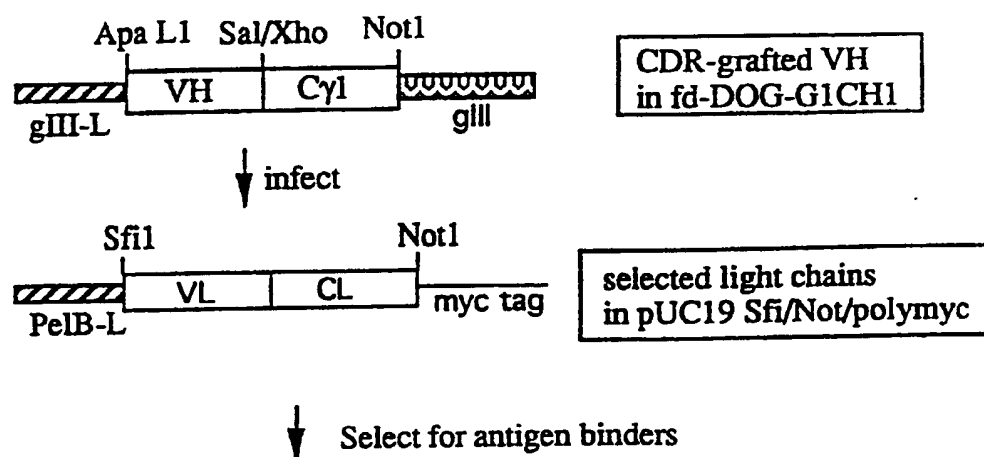 Apa L1 Sal/Xho Not1
VH Cγ1
gIII-L gIII
CDR-grafted VH
in fd-DOG-G1CH1
infect
Sfi1 Not1
VL CL
PelB-L myc tag
selected light chains
in pUC19 Sfi/Not/polymyc
Select for antigen binders